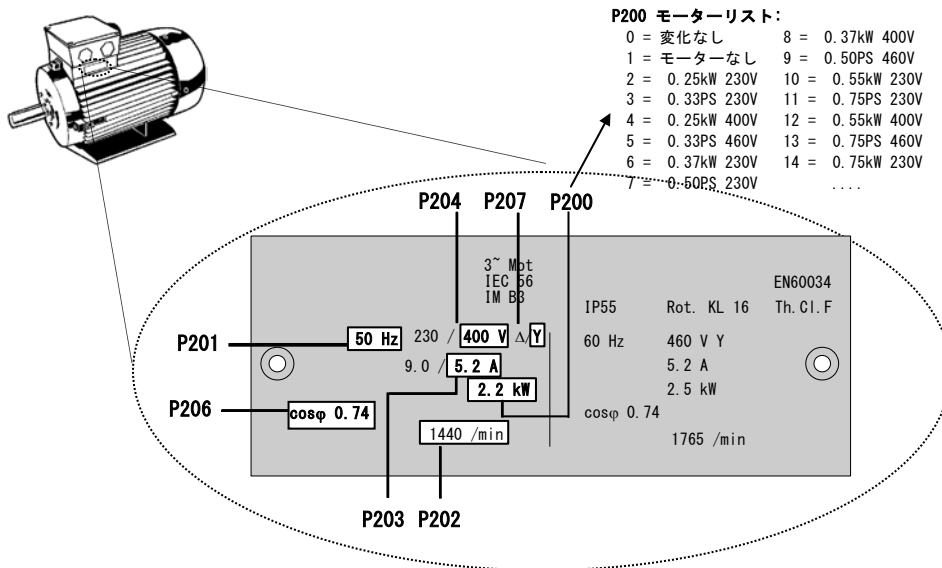 P200 モーターリスト:
0 = 変化なし 8 = 0.37kW 400V
1 = モーターなし 9 = 0.50PS 460V
2 = 0.25kW 230V 10 = 0.55kW 230V
3 = 0.33PS 230V 11 = 0.75PS 230V
4 = 0.25kW 400V 12 = 0.55kW 400V
5 = 0.33PS 460V 13 = 0.75PS 460V
6 = 0.37kW 230V 14 = 0.75kW 230V
7 = 0.50PS 230V ....
P204 P207 P200
3~ Mot
IEC 56
IM B3
EN60034
IP55 Rot. KL 16 Th.Cl.F
P201
50 Hz 230 / 400 V Δ/Y 60 Hz 460 V Y
9.0 / 5.2 A 5.2 A
2.2 kW 2.5 kW
P206
cosφ 0.74 cosφ 0.74
1440 /min 1765 /min
P203 P202